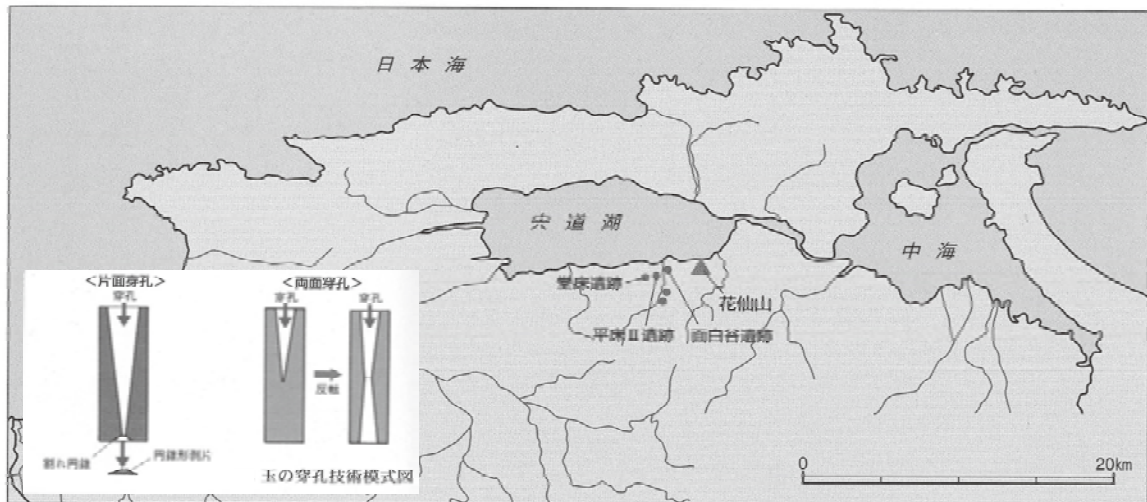 日本海
宍道湖
中海
堂床遺跡
花仙山
平床Ⅱ遺跡
面白谷遺跡
<片面穿孔>
穿孔
<両面穿孔>
穿孔
穿孔
反転
割れ円錐
円錐形剥片
玉の穿孔技術模式図
0
20km